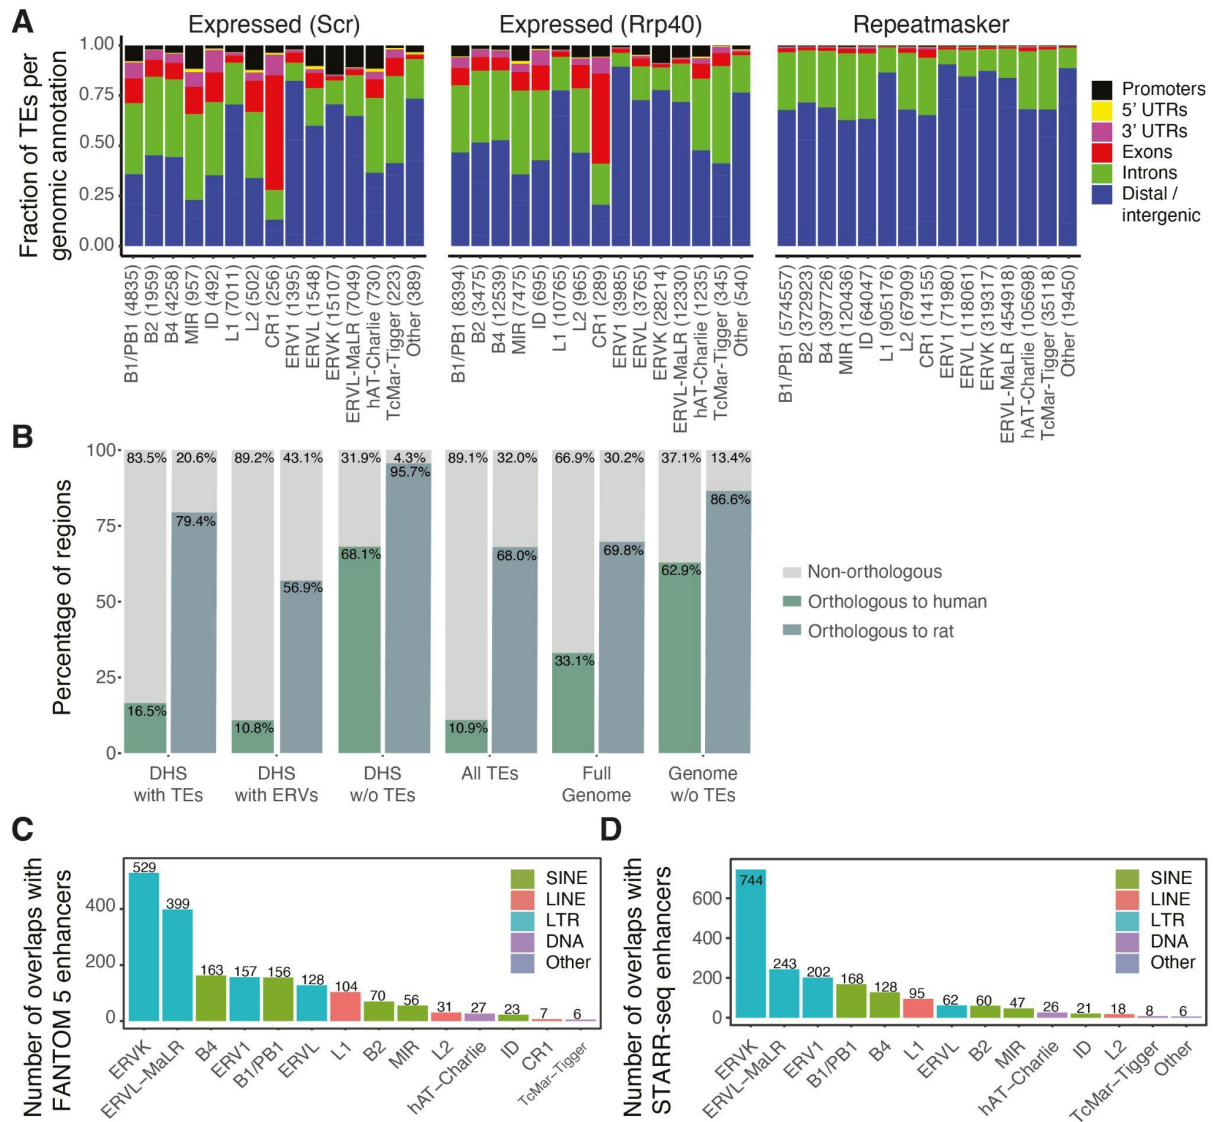 A
Expressed (Scr)
Expressed (Rrp40)
Repeatmasker
Fraction of TEs per
genomic annotation
1.00
0.75
0.50
0.25
0.00
Promoters
5' UTRs
3' UTRs
Exons
Introns
Distal /
intergenic
B1/PB1 (4835)
B2 (1959)
B4 (4258)
MIR (957)
ID (492)
L1 (7011)
L2 (502)
CR1 (256)
ERV1 (1395)
ERVL (1548)
ERVK (15107)
ERVL-MaLR (7049)
hAT-Charlie (730)
TcMar-Tigger (223)
Other (389)
B1/PB1 (8394)
B2 (3475)
B4 (12539)
MIR (7475)
ID (695)
L1 (10765)
L2 (965)
CR1 (289)
ERV1 (3985)
ERVL (3765)
ERVK (28214)
ERVL-MaLR (12330)
hAT-Charlie (1235)
TcMar-Tigger (345)
Other (540)
B1/PB1 (574557)
B2 (372923)
B4 (397726)
MIR (120436)
ID (64047)
L1 (905176)
L2 (67909)
CR1 (14155)
ERV1 (71980)
ERVL (118061)
ERVK (319317)
ERVL-MaLR (454918)
hAT-Charlie (105698)
TcMar-Tigger (35118)
Other (19450)
B
Percentage of regions
100
75
50
25
0
83.5% 20.6% 89.2% 43.1% 31.9% 4.3% 89.1% 32.0% 66.9% 30.2% 37.1% 13.4%
95.7%
86.6%
79.4%
68.1%
68.0%
69.8%
62.9%
56.9%
33.1%
16.5%
10.8%
10.9%
Non-orthologous
Orthologous to human
Orthologous to rat
DHS
with TEs
DHS
with ERVs
DHS
w/o TEs
All TEs
Full
Genome
Genome
w/o TEs
C
Number of overlaps with
FANTOM 5 enhancers
400
200
0
529
399
163
157
156
128
104
70
56
31
27
23
7
6
SINE
LINE
LTR
DNA
Other
ERVK
ERVL-MaLR
B4
ERV1
B1/PB1
ERVL
L1
B2
MIR
L2
hAT-Charlie
ID
CR1
TcMar-Tigger
D
Number of overlaps with
STARR-seq enhancers
600
400
200
0
744
243
202
168
128
95
62
60
47
26
21
18
8
6
SINE
LINE
LTR
DNA
Other
ERVK
ERVL-MaLR
ERV1
B1/PB1
B4
L1
ERVL
B2
MIR
hAT-Charlie
ID
L2
TcMar-Tigger
Other